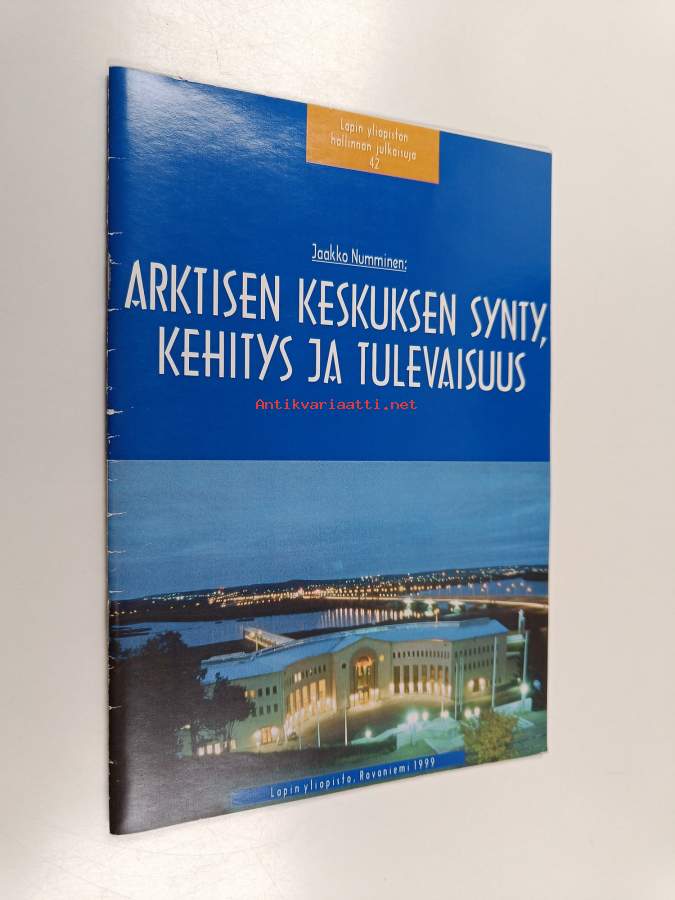 Lapin yliopiston
hallinnon julkaisuja
42
Jaakko Numminen:
ARKTISEN KESKUKSEN SYNTY,
KEHITYS JA TULEVAISUUS
Antikvariaatti.net
Lapin yliopisto, Rovaniemi 1999